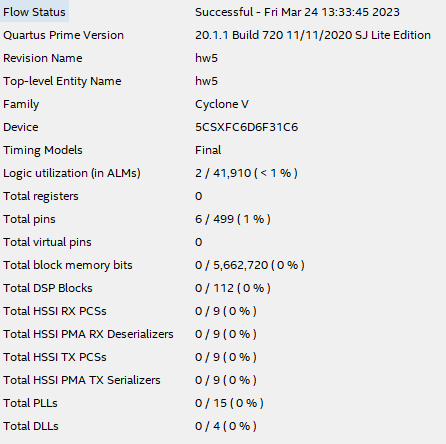 Flow Status Successful - Fri Mar 24 13:33:45 2023
Quartus Prime Version 20.1.1 Build 720 11/11/2020 SJ Lite Edition
Revision Name hw5
Top-level Entity Name hw5
Family Cyclone V
Device 5CSXFC6D6F31C6
Timing Models Final
Logic utilization (in ALMs) 2 / 41,910 ( < 1 % )
Total registers 0
Total pins 6 / 499 ( 1 % )
Total virtual pins 0
Total block memory bits 0 / 5,662,720 ( 0 % )
Total DSP Blocks 0 / 112 ( 0 % )
Total HSSI RX PCSs 0 / 9 ( 0 % )
Total HSSI PMA RX Deserializers 0 / 9 ( 0 % )
Total HSSI TX PCSs 0 / 9 ( 0 % )
Total HSSI PMA TX Serializers 0 / 9 ( 0 % )
Total PLLs 0 / 15 ( 0 % )
Total DLLs 0 / 4 ( 0 % )